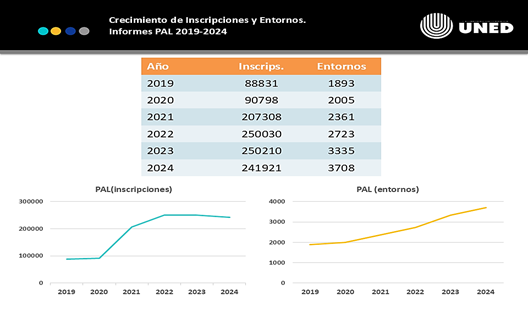 Crecimiento de Inscripciones y Entornos.
Informes PAL 2019-2024
UNED
Año Inscrips. Entornos
2019 88831 1893
2020 90798 2005
2021 207308 2361
2022 250030 2723
2023 250210 3335
2024 241921 3708
PAL(inscripciones)
300000
200000
100000
0
2019 2020 2021 2022 2023 2024
PAL (entornos)
4000
3000
2000
1000
0
2019 2020 2021 2022 2023 2024